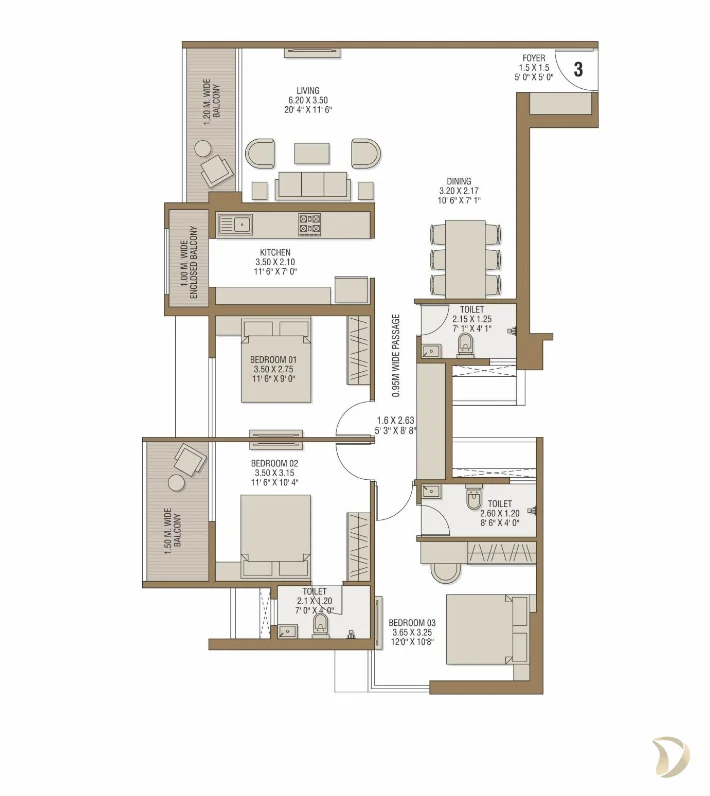 FOYER
1.5 X 1.5
5' 0" X 5' 0"
3
LIVING
6.20 X 3.50
20' 4" X 11' 6"
1.20 M. WIDE
BALCONY
DINING
3.20 X 2.17
10' 6" X 7' 1"
1.00 M. WIDE
ENCLOSED BALCONY
KITCHEN
3.50 X 2.10
11' 6" X 7' 0"
TOILET
2.15 X 1.25
7' 1" X 4' 1"
0.95M WIDE PASSAGE
BEDROOM 01
3.50 X 2.75
11' 6" X 9' 0"
1.6 X 2.63
5' 3" X 8' 8"
BEDROOM 02
3.50 X 3.15
11' 6" X 10' 4"
1.50 M. WIDE
BALCONY
TOILET
2.60 X 1.20
8' 6" X 4' 0"
TOILET
2.1 X 1.20
7' 0" X 4' 0"
BEDROOM 03
3.65 X 3.25
12'0" X 10'8"